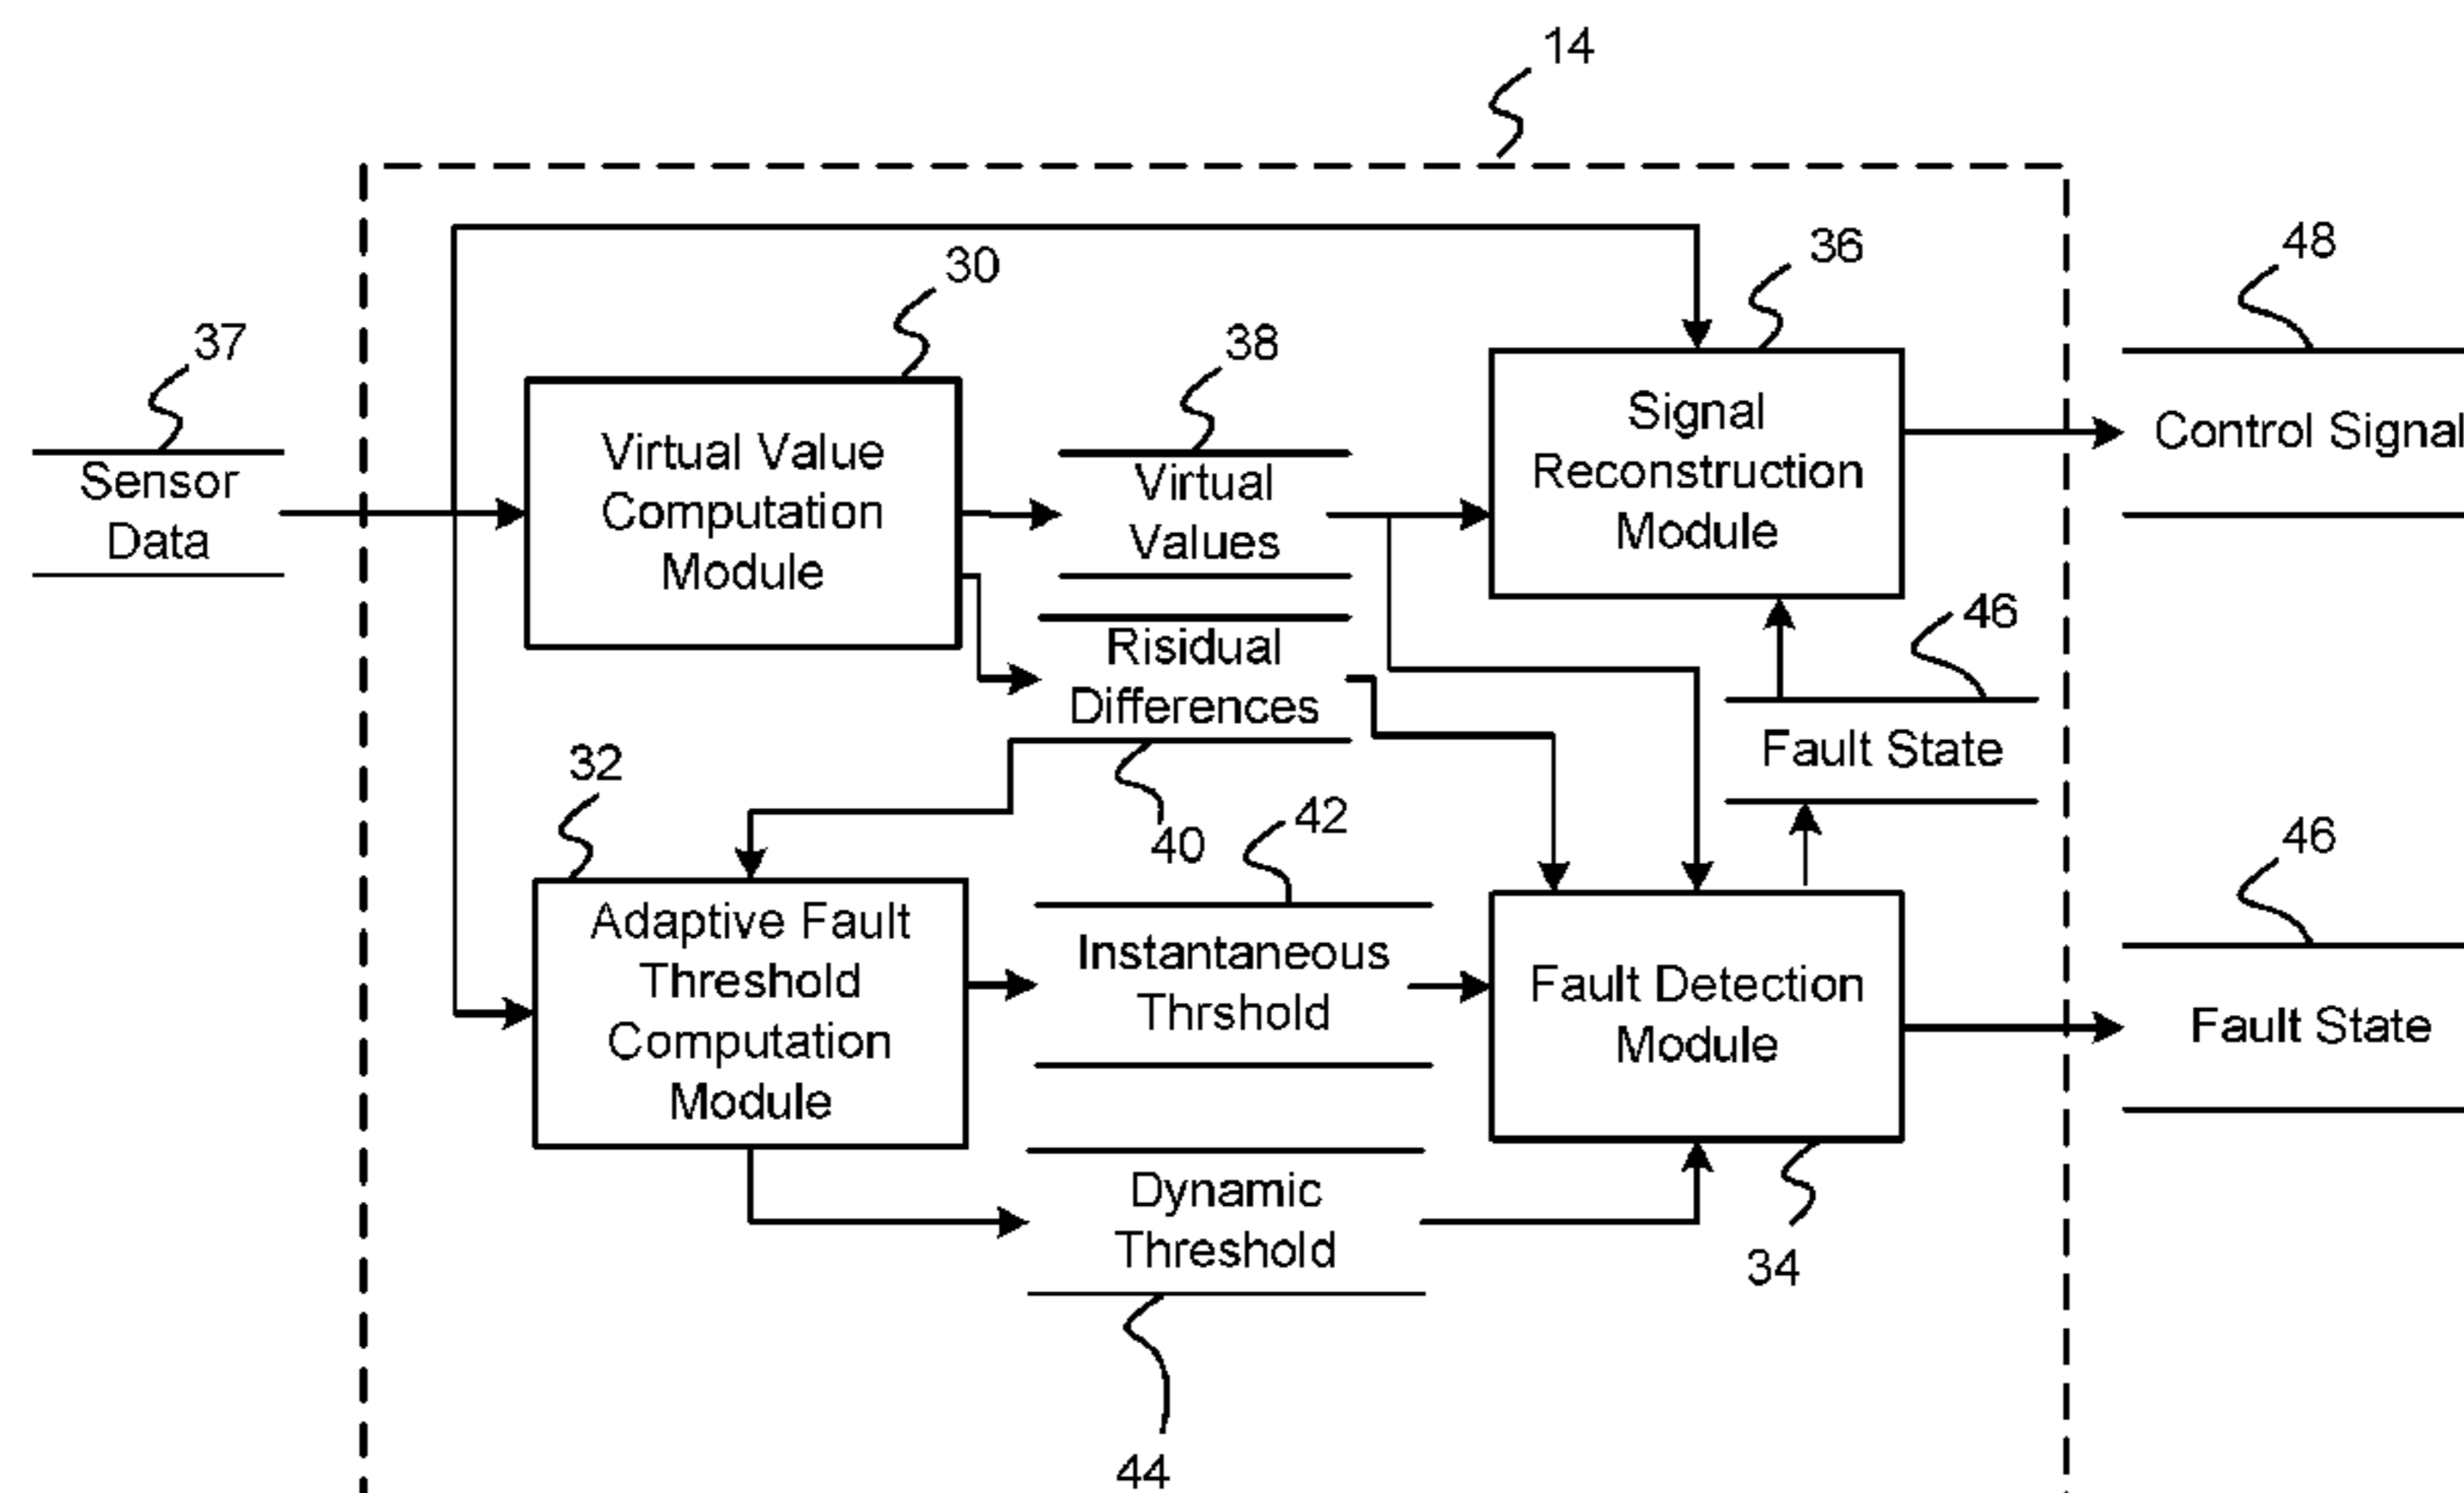 14
36
48
30
37
38
Sensor
Data
Virtual Value
Computation
Module
Virtual
Values
Signal
Reconstruction
Module
Control Signal
Risidual
Differences
46
Fault State
32
40
42
46
Adaptive Fault
Threshold
Computation
Module
Instantaneous
Thrshold
Fault Detection
Module
Fault State
Dynamic
Threshold
34
44